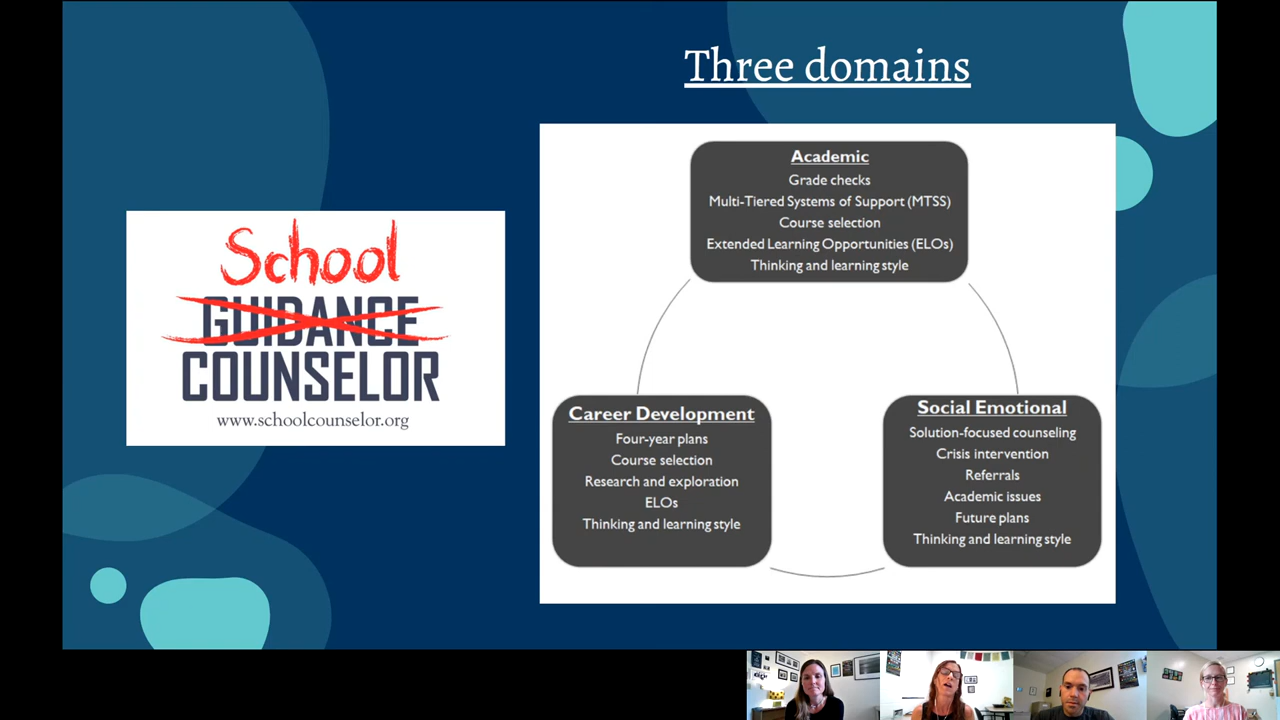 Three domains
School
GUIDANCE
COUNSELOR
www.schoolcounselor.org
Academic
Grade checks
Multi-Tiered Systems of Support (MTSS)
Course selection
Extended Learning Opportunities (ELOs)
Thinking and learning style
Career Development
Four-year plans
Course selection
Research and exploration
ELOs
Thinking and learning style
Social Emotional
Solution-focused counseling
Crisis intervention
Referrals
Academic issues
Future plans
Thinking and learning style